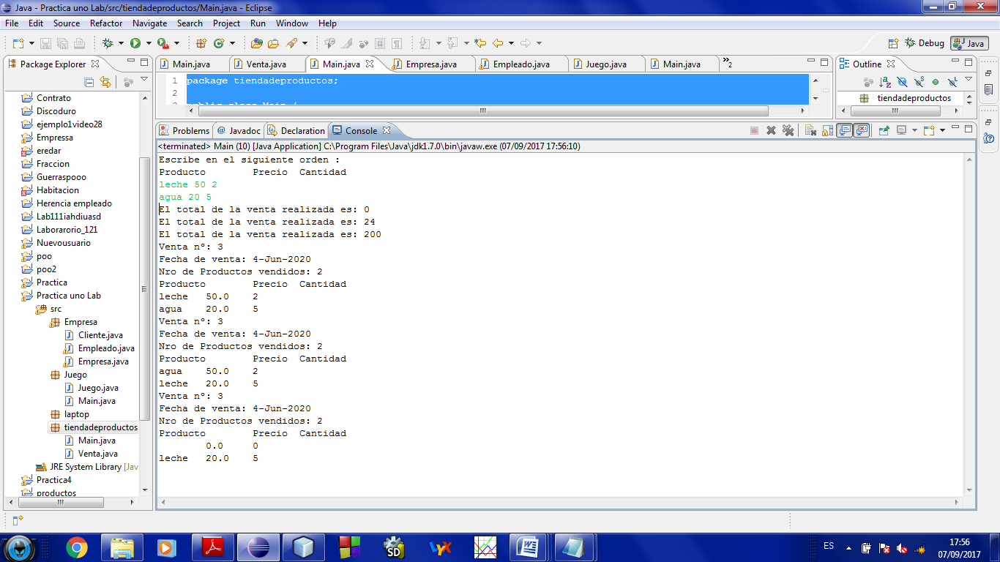 Java - Practica uno Lab/src/tiendadeproductos/Main.java - Eclipse
File Edit Source Refactor Navigate Search Project Run Window Help
Debug Java
Package Explorer
Main.java Venta.java Main.java Empresa.java Empleado.java Juego.java Main.java »2
Outline
1 package tiendadeproductos;
2
tiendadeproductos
Contrato
Discoduro
ejemplo1video28
Empressa
eredar
Fraccion
Guerraspooo
Habitacion
Herencia empleado
Lab111iahdiuasd
Laborarorio_121
Nuevousuario
poo
poo2
Practica
Practica uno Lab
src
Empresa
Cliente.java
Empleado.java
Empresa.java
Juego
Juego.java
Main.java
laptop
tiendadeproductos
Main.java
Venta.java
JRE System Library [Jav
Practica4
productos
Problems @ Javadoc Declaration Console
<terminated> Main (10) [Java Application] C:\Program Files\Java\jdk1.7.0\bin\javaw.exe (07/09/2017 17:56:10)
Escribe en el siguiente orden :
Producto Precio Cantidad
leche 50 2
agua 20 5
El total de la venta realizada es: 0
El total de la venta realizada es: 24
El total de la venta realizada es: 200
Venta n°: 3
Fecha de venta: 4-Jun-2020
Nro de Productos vendidos: 2
Producto Precio Cantidad
leche 50.0 2
agua 20.0 5
Venta n°: 3
Fecha de venta: 4-Jun-2020
Nro de Productos vendidos: 2
Producto Precio Cantidad
agua 50.0 2
leche 20.0 5
Venta n°: 3
Fecha de venta: 4-Jun-2020
Nro de Productos vendidos: 2
Producto Precio Cantidad
0.0 0
leche 20.0 5
SD
LyX
ES
17:56
07/09/2017